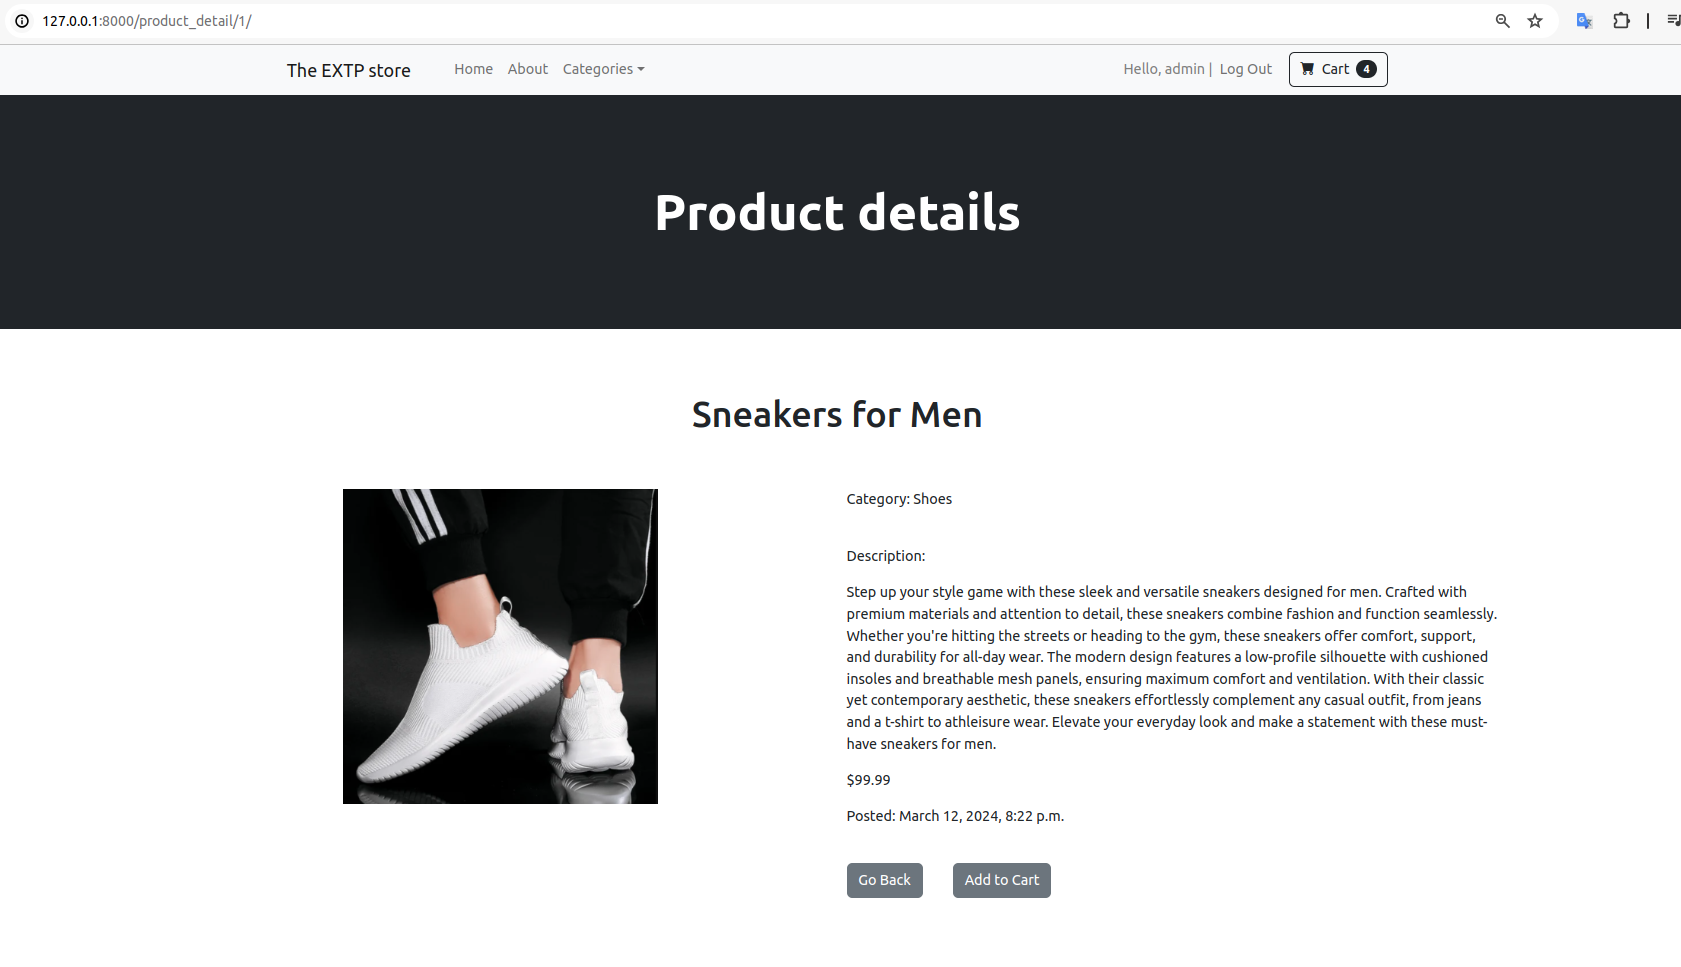 127.0.0.1:8000/product_detail/1/
The EXTP store Home About Categories Hello, admin | Log Out Cart 4
Product details
Sneakers for Men
Category: Shoes
Description:
Step up your style game with these sleek and versatile sneakers designed for men. Crafted with
premium materials and attention to detail, these sneakers combine fashion and function seamlessly.
Whether you're hitting the streets or heading to the gym, these sneakers offer comfort, support,
and durability for all-day wear. The modern design features a low-profile silhouette with cushioned
insoles and breathable mesh panels, ensuring maximum comfort and ventilation. With their classic
yet contemporary aesthetic, these sneakers effortlessly complement any casual outfit, from jeans
and a t-shirt to athleisure wear. Elevate your everyday look and make a statement with these must-
have sneakers for men.
$99.99
Posted: March 12, 2024, 8:22 p.m.
Go Back Add to Cart